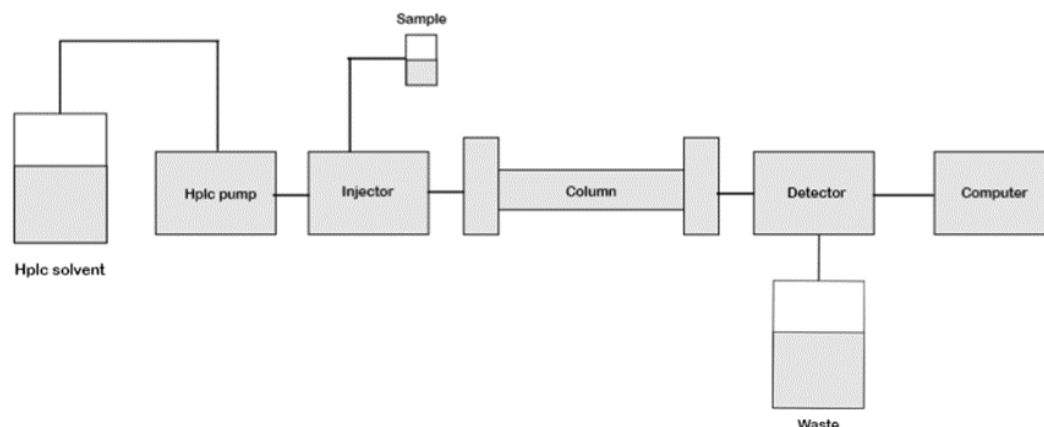 Sample
Hplc pump
Injector
Column
Detector
Computer
Hplc solvent
Waste